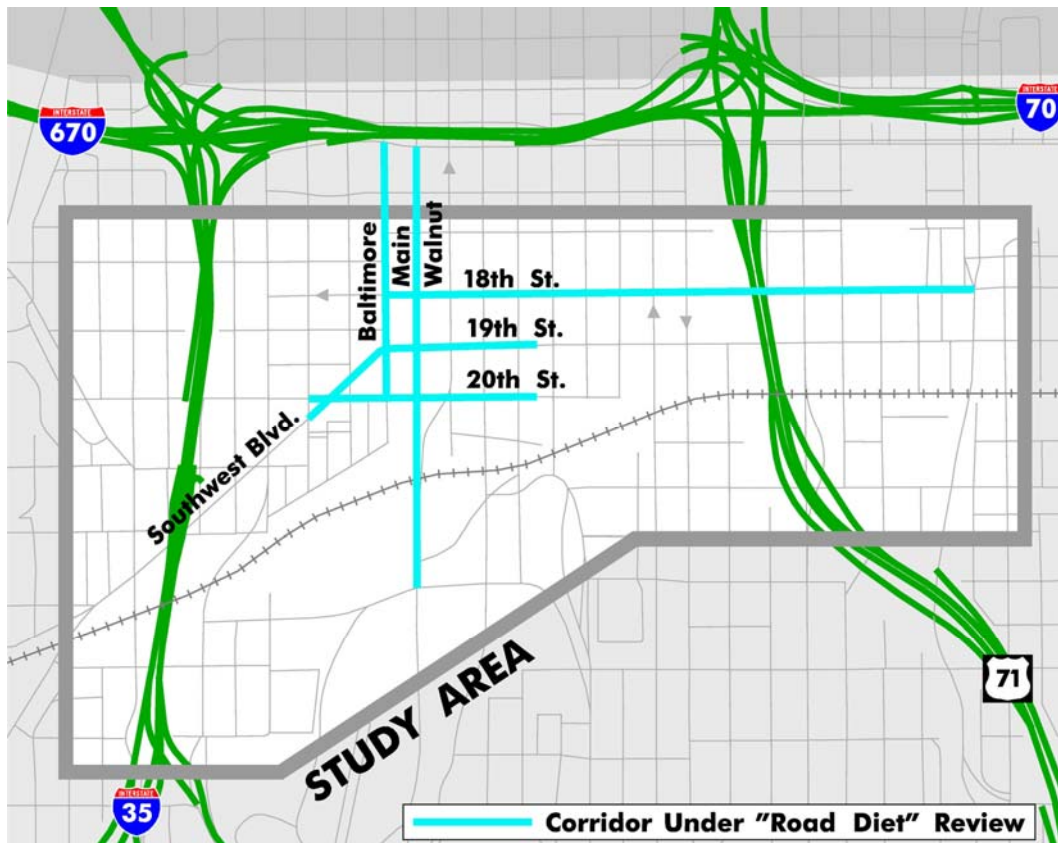 INTERSTATE
670
INTERSTATE
70
Baltimore
Main
Walnut
18th St.
19th St.
20th St.
Southwest Blvd.
STUDY AREA
71
INTERSTATE
35
Corridor Under "Road Diet" Review